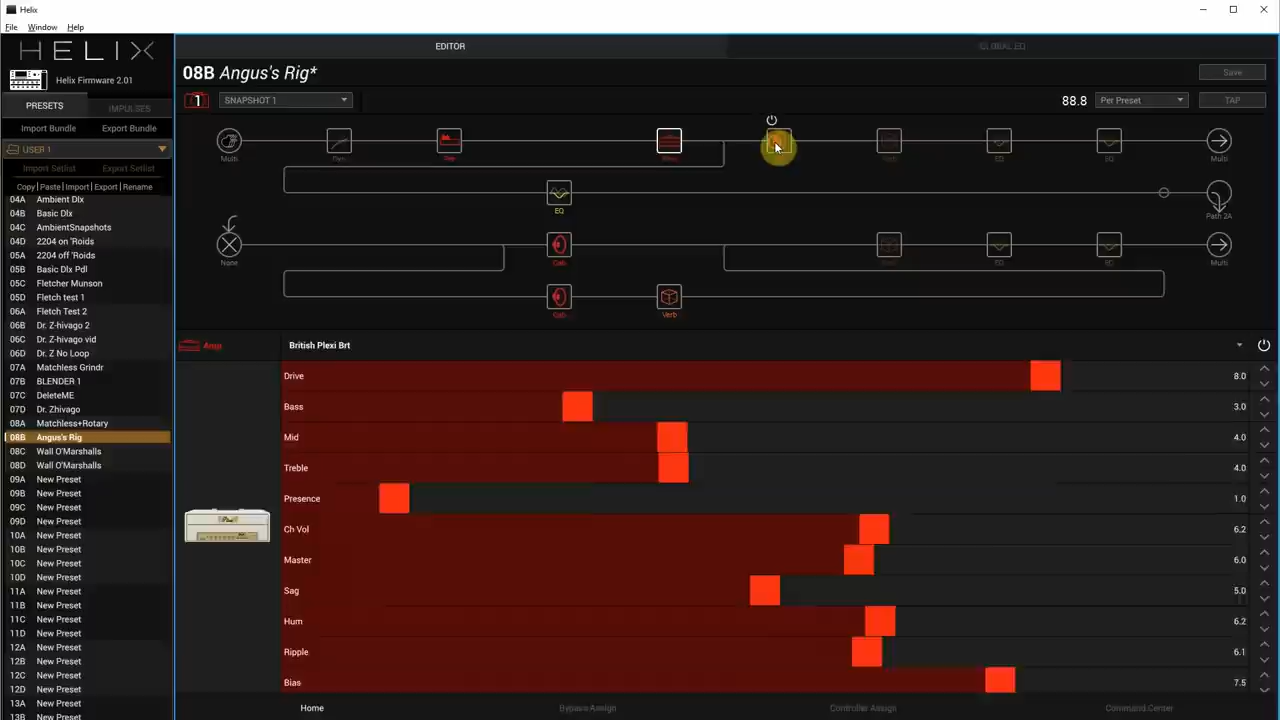 Helix
File Window Help
HELIX
Helix Firmware 2.01
PRESETS IMPULSES
Import Bundle Export Bundle
USER 1
Import Setlist Export Setlist
Copy | Paste | Import | Export | Rename
04A Ambient Dlx
04B Basic Dlx
04C AmbientSnapshots
04D 2204 on 'Roids
05A 2204 off 'Roids
05B Basic Dlx Pdl
05C Fletcher Munson
05D Fletch test 1
06A Fletch Test 2
06B Dr. Z-hivago 2
06C Dr. Z-hivago vid
06D Dr. Z No Loop
07A Matchless Grindr
07B BLENDER 1
07C DeleteME
07D Dr. Zhivago
08A Matchless+Rotary
08B Angus's Rig
08C Wall O'Marshalls
08D Wall O'Marshalls
09A New Preset
09B New Preset
09C New Preset
09D New Preset
10A New Preset
10B New Preset
10C New Preset
10D New Preset
11A New Preset
11B New Preset
11C New Preset
11D New Preset
12A New Preset
12B New Preset
12C New Preset
12D New Preset
13A New Preset
13B New Preset
EDITOR GLOBAL EQ
08B Angus's Rig* Save
1 SNAPSHOT 1 88.8 Per Preset TAP
Multi EQ EQ Multi
EQ Path 2A
None Cab EQ EQ Multi
Cab Verb
Amp British Plexi Brt
Drive 8.0
Bass 3.0
Mid 4.0
Treble 4.0
Presence 1.0
Ch Vol 6.2
Master 6.0
Sag 5.0
Hum 6.2
Ripple 6.1
Bias 7.5
Home Bypass Assign Controller Assign Command Center